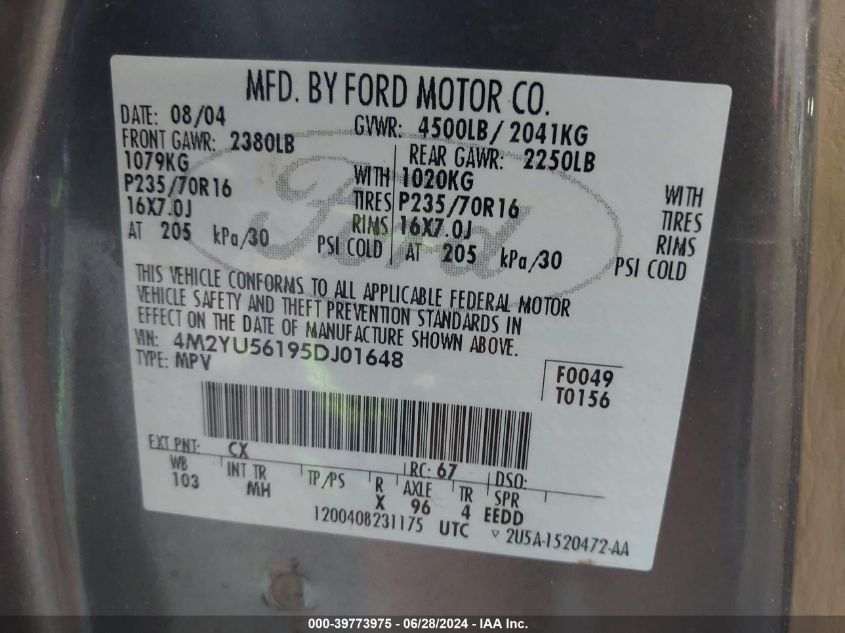 MFD. BY FORD MOTOR CO.
DATE: 08/04 GVWR: 4500LB/ 2041KG
FRONT GAWR: 2380LB REAR GAWR: 2250LB
1079KG WITH 1020KG WITH
P235/70R16 TIRES P235/70R16 TIRES
16X7.0J RIMS 16X7.0J RIMS
AT 205 kPa/30 PSI COLD AT 205 kPa/30 PSI COLD
Ford
THIS VEHICLE CONFORMS TO ALL APPLICABLE FEDERAL MOTOR
VEHICLE SAFETY AND THEFT PREVENTION STANDARDS IN
EFFECT ON THE DATE OF MANUFACTURE SHOWN ABOVE.
VIN: 4M2YU56195DJ01648
TYPE: MPV
F0049
T0156
EXT PNT: CX RC: 67 DSO:
WB INT TR TP/PS R AXLE TR SPR
103 MH X 96 4 EEDD
1200408231175 UTC ▽ 2U5A-1520472-AA
000-39773975 - 06/28/2024 - IAA Inc.